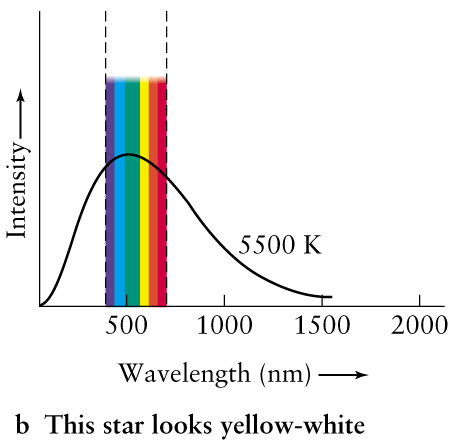 Intensity
5500 K
500 1000 1500 2000
Wavelength (nm)
b This star looks yellow-white